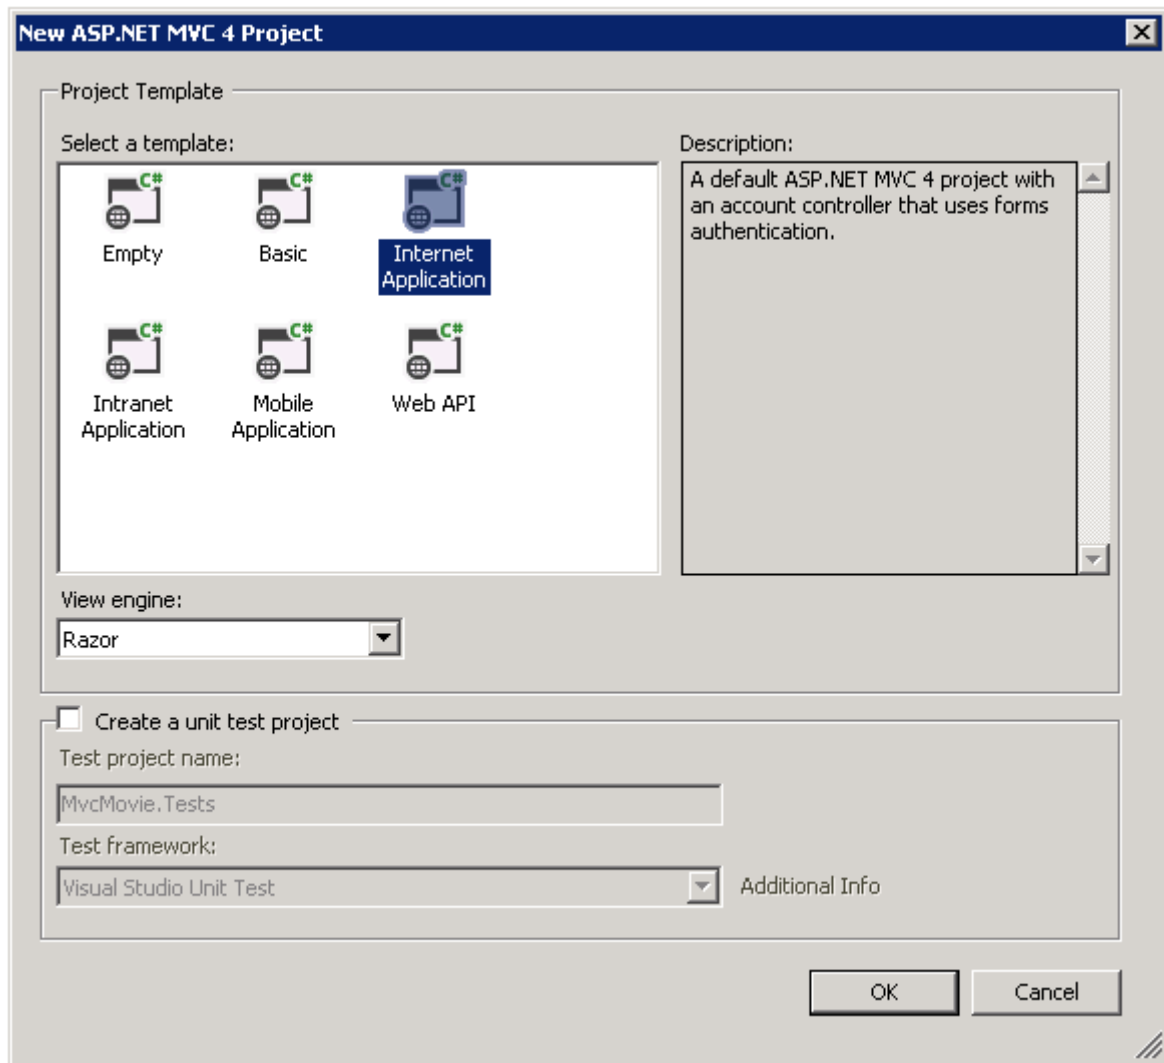 New ASP.NET MVC 4 Project
Project Template
Select a template:
Description:
C#
C#
C#
Empty
Basic
Internet
Application
A default ASP.NET MVC 4 project with
an account controller that uses forms
authentication.
C#
C#
C#
Intranet
Application
Mobile
Application
Web API
View engine:
Razor
Create a unit test project
Test project name:
MvcMovie.Tests
Test framework:
Visual Studio Unit Test
Additional Info
OK
Cancel